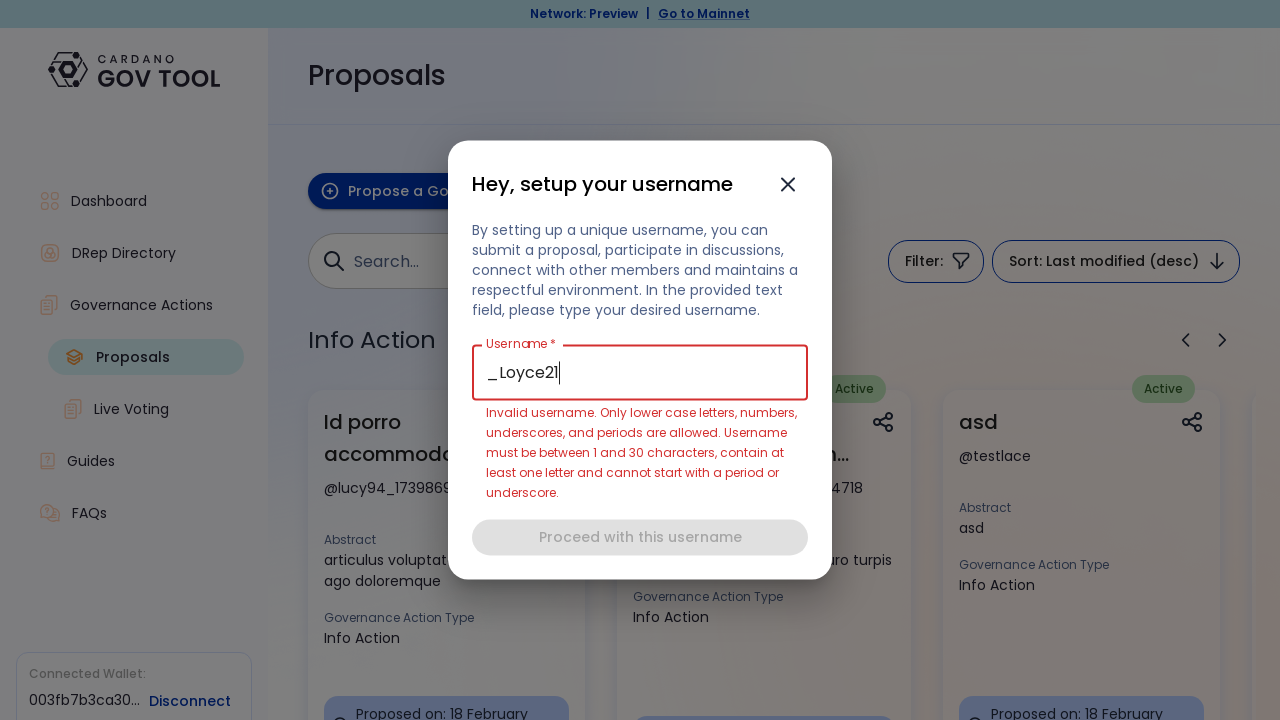 Network: Preview | Go to Mainnet
CARDANO
GOV TOOL
Proposals
Dashboard
DRep Directory
Governance Actions
Proposals
Live Voting
Guides
FAQs
Connected Wallet:
003fb7b3ca30... Disconnect
Propose a Go
Search...
Filter:
Sort: Last modified (desc)
Info Action
Hey, setup your username
By setting up a unique username, you can
submit a proposal, participate in discussions,
connect with other members and maintains a
respectful environment. In the provided text
field, please type your desired username.
Username *
_Loyce21
Invalid username. Only lower case letters, numbers,
underscores, and periods are allowed. Username
must be between 1 and 30 characters, contain at
least one letter and cannot start with a period or
underscore.
Proceed with this username
Id porro
accommodo
@lucy94_1739869
Abstract
articulus voluptat
ago doloremque
Governance Action Type
Info Action
Proposed on: 18 February
Active
4718
aro turpis
Governance Action Type
Info Action
Active
asd
@testlace
Abstract
asd
Governance Action Type
Info Action
Proposed on: 18 February